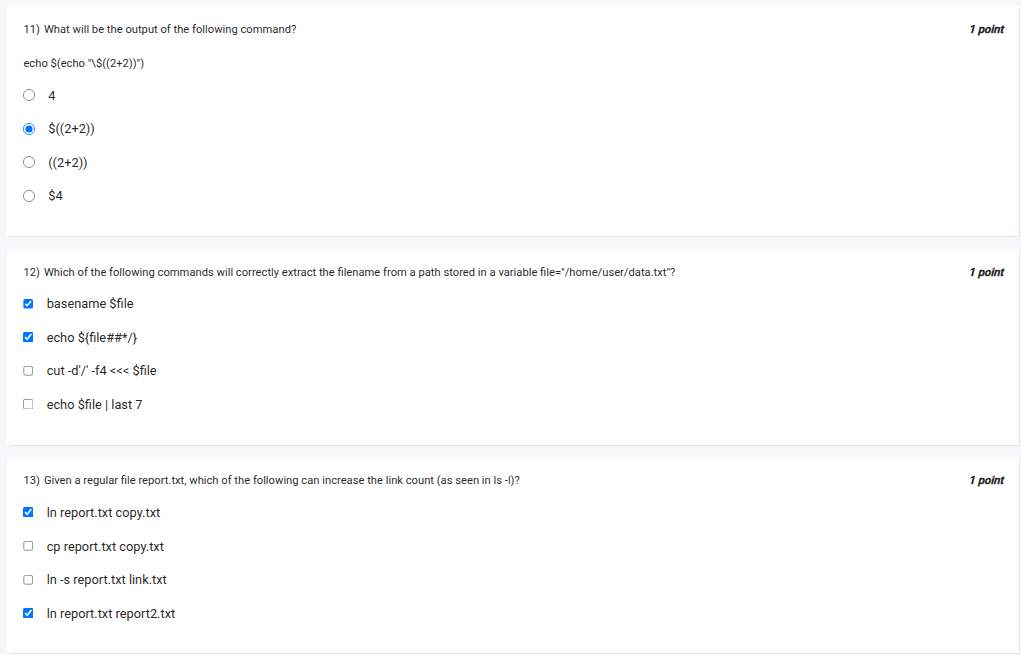 11) What will be the output of the following command?
1 point
echo $(echo "\$((2+2))")
4
$((2+2))
((2+2))
$4
12) Which of the following commands will correctly extract the filename from a path stored in a variable file="/home/user/data.txt"?
1 point
basename $file
echo ${file##*/}
cut -d'/' -f4 <<< $file
echo $file | last 7
13) Given a regular file report.txt, which of the following can increase the link count (as seen in ls -l)?
1 point
ln report.txt copy.txt
cp report.txt copy.txt
ln -s report.txt link.txt
ln report.txt report2.txt